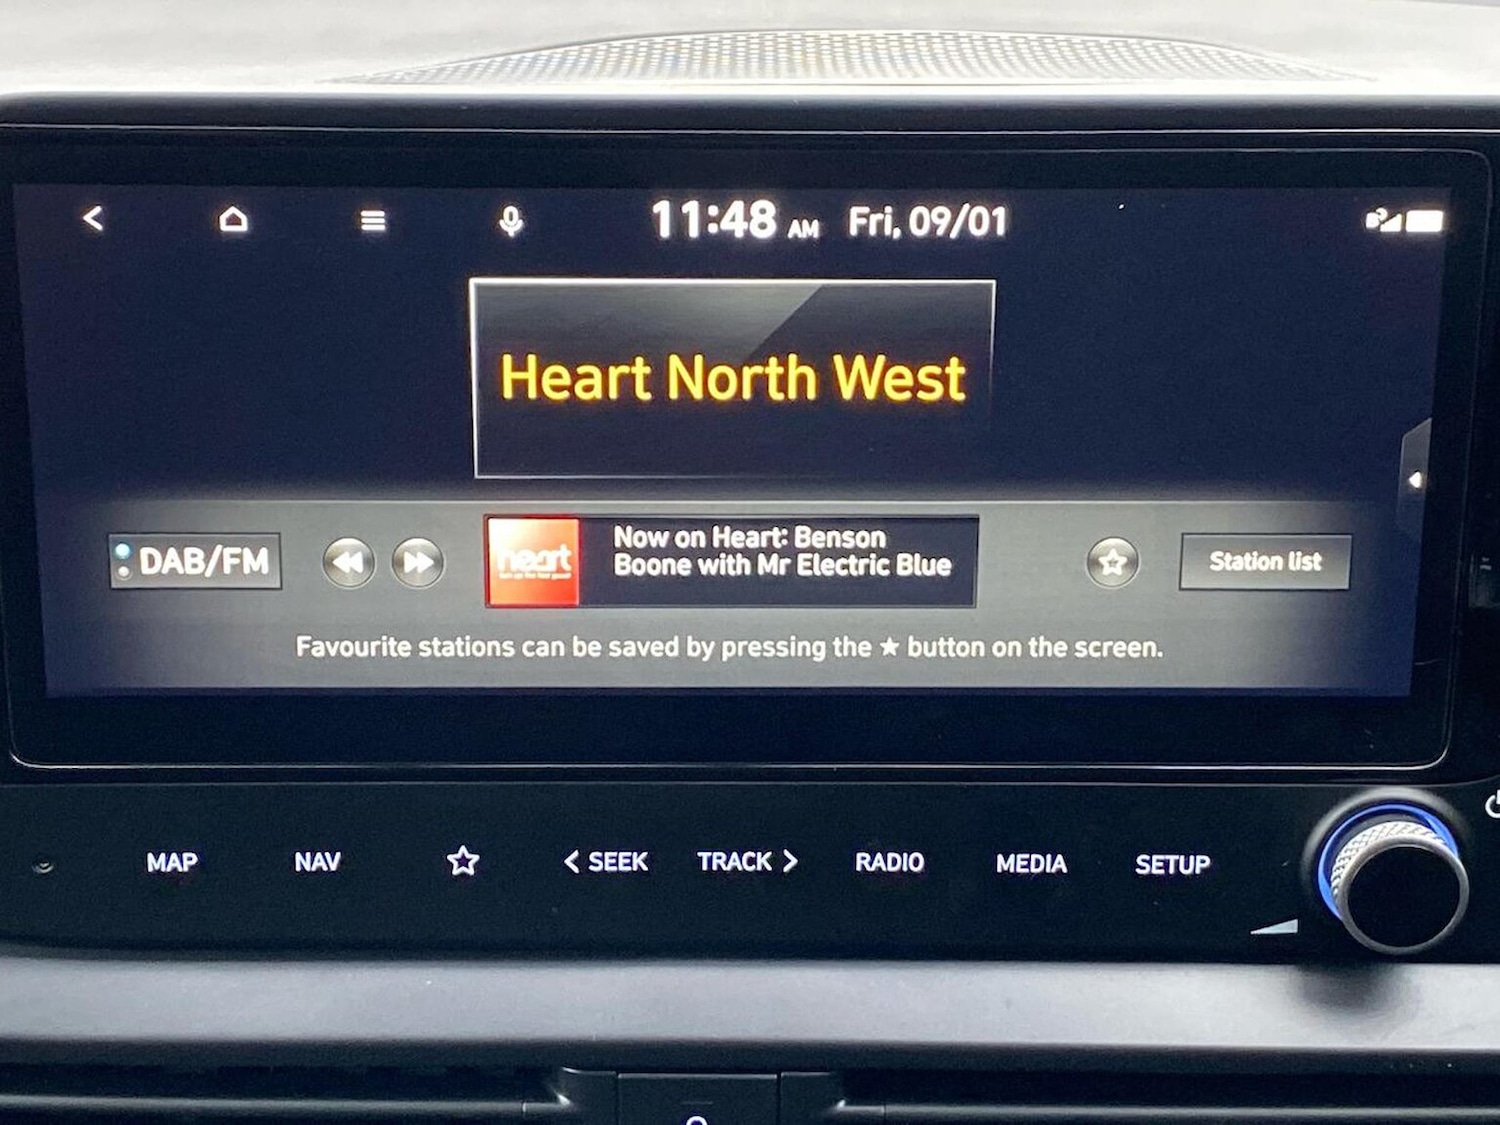 11:48 AM Fri, 09/01
Heart North West
DAB/FM
heart
Now on Heart: Benson
Boone with Mr Electric Blue
Station list
Favourite stations can be saved by pressing the ★ button on the screen.
MAP NAV SEEK TRACK RADIO MEDIA SETUP